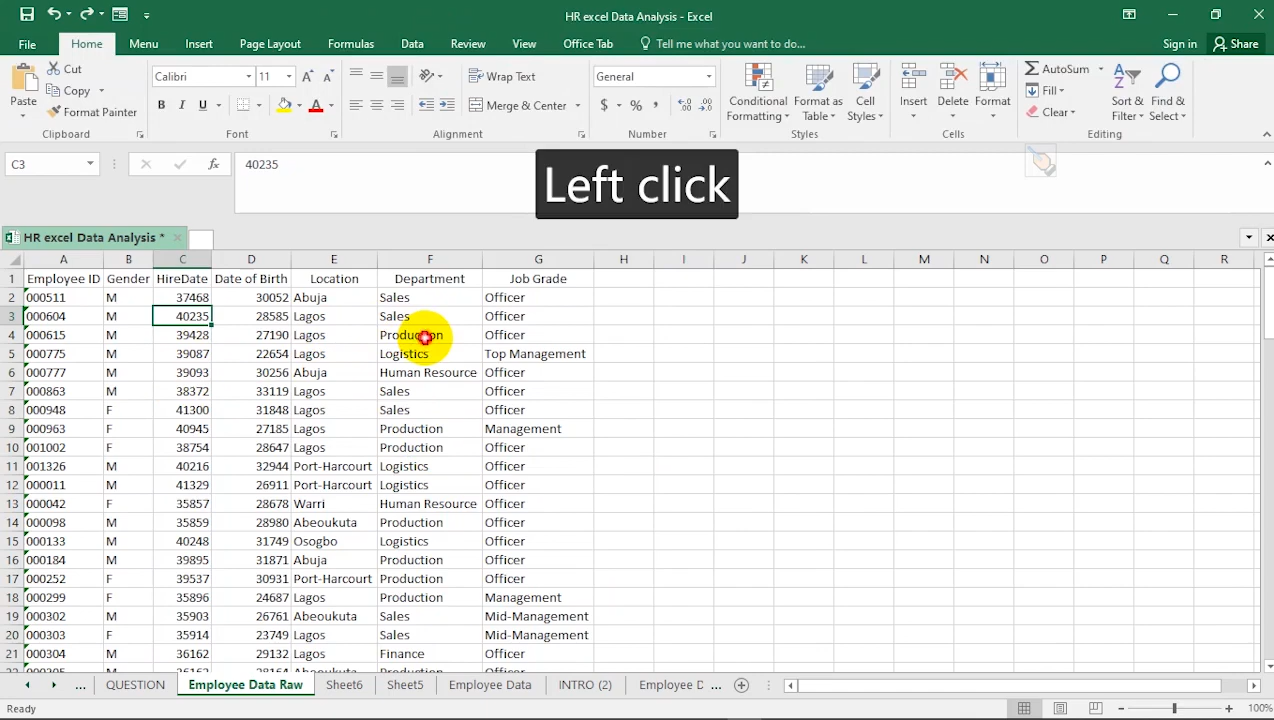 HR excel Data Analysis - Excel
File Home Menu Insert Page Layout Formulas Data Review View Office Tab Tell me what you want to do... Sign in Share
Paste Cut Copy Format Painter Clipboard
Calibri 11 B I U A Font
Wrap Text Merge & Center Alignment
General $ % , Number
Conditional Formatting Format as Table Cell Styles Styles
Insert Delete Format Cells
AutoSum Fill Clear Sort & Filter Find & Select Editing
C3 fx 40235
Left click
HR excel Data Analysis *
A B C D E F G H I J K L M N O P Q R
1 Employee ID Gender HireDate Date of Birth Location Department Job Grade
2 000511 M 37468 30052 Abuja Sales Officer
3 000604 M 40235 28585 Lagos Sales Officer
4 000615 M 39428 27190 Lagos Production Officer
5 000775 M 39087 22654 Lagos Logistics Top Management
6 000777 M 39093 30256 Abuja Human Resource Officer
7 000863 M 38372 33119 Lagos Sales Officer
8 000948 F 41300 31848 Lagos Sales Officer
9 000963 F 40945 27185 Lagos Production Management
10 001002 F 38754 28647 Lagos Production Officer
11 001326 M 40216 32944 Port-Harcourt Logistics Officer
12 000011 M 41329 26911 Port-Harcourt Logistics Officer
13 000042 F 35857 28678 Warri Human Resource Officer
14 000098 M 35859 28980 Abeoukuta Production Officer
15 000133 M 40248 31749 Osogbo Logistics Officer
16 000184 M 39895 31871 Abuja Production Officer
17 000252 F 39537 30931 Port-Harcourt Production Officer
18 000299 F 35896 24687 Lagos Production Management
19 000302 M 35903 26761 Abeoukuta Sales Mid-Management
20 000303 F 35914 23749 Lagos Sales Mid-Management
21 000304 M 36162 29132 Lagos Finance Officer
22 000305 M 36162 28164 Abeoukuta Production Officer
... QUESTION Employee Data Raw Sheet6 Sheet5 Employee Data INTRO (2) Employee D ...
Ready 100%